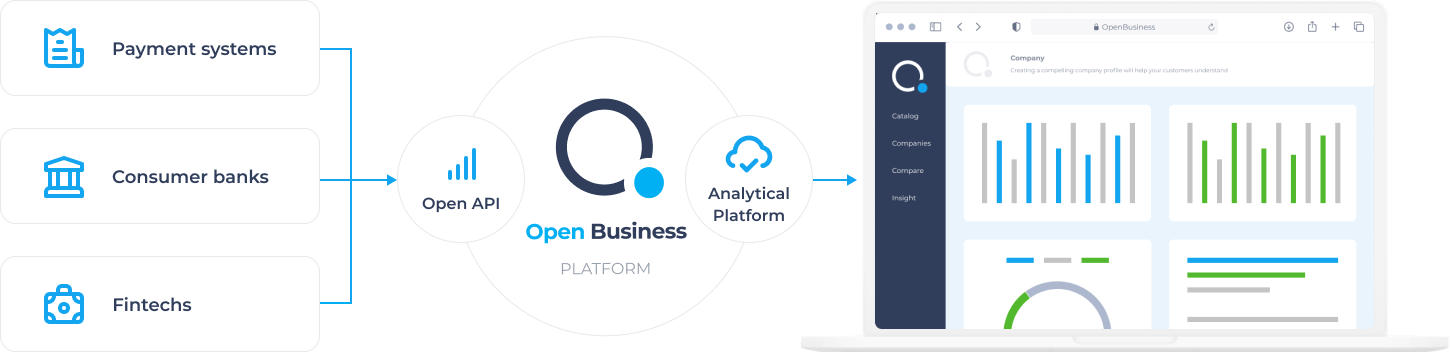 Payment systems
Consumer banks
Fintechs
Open API
Open Business
PLATFORM
Analytical
Platform
OpenBusiness
Company
Creating a compelling company profile will help your customers understand
Catalog
Companies
Compare
Insight